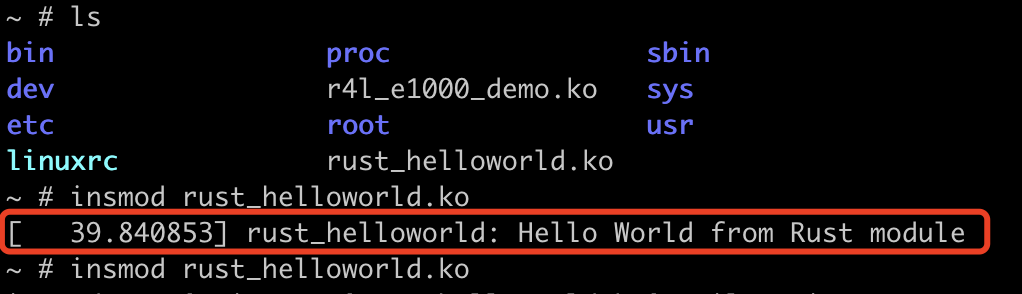 ~ # ls
bin proc sbin
dev r4l_e1000_demo.ko sys
etc root usr
linuxrc rust_helloworld.ko
~ # insmod rust_helloworld.ko
[   39.840853] rust_helloworld: Hello World from Rust module
~ # insmod rust_helloworld.ko